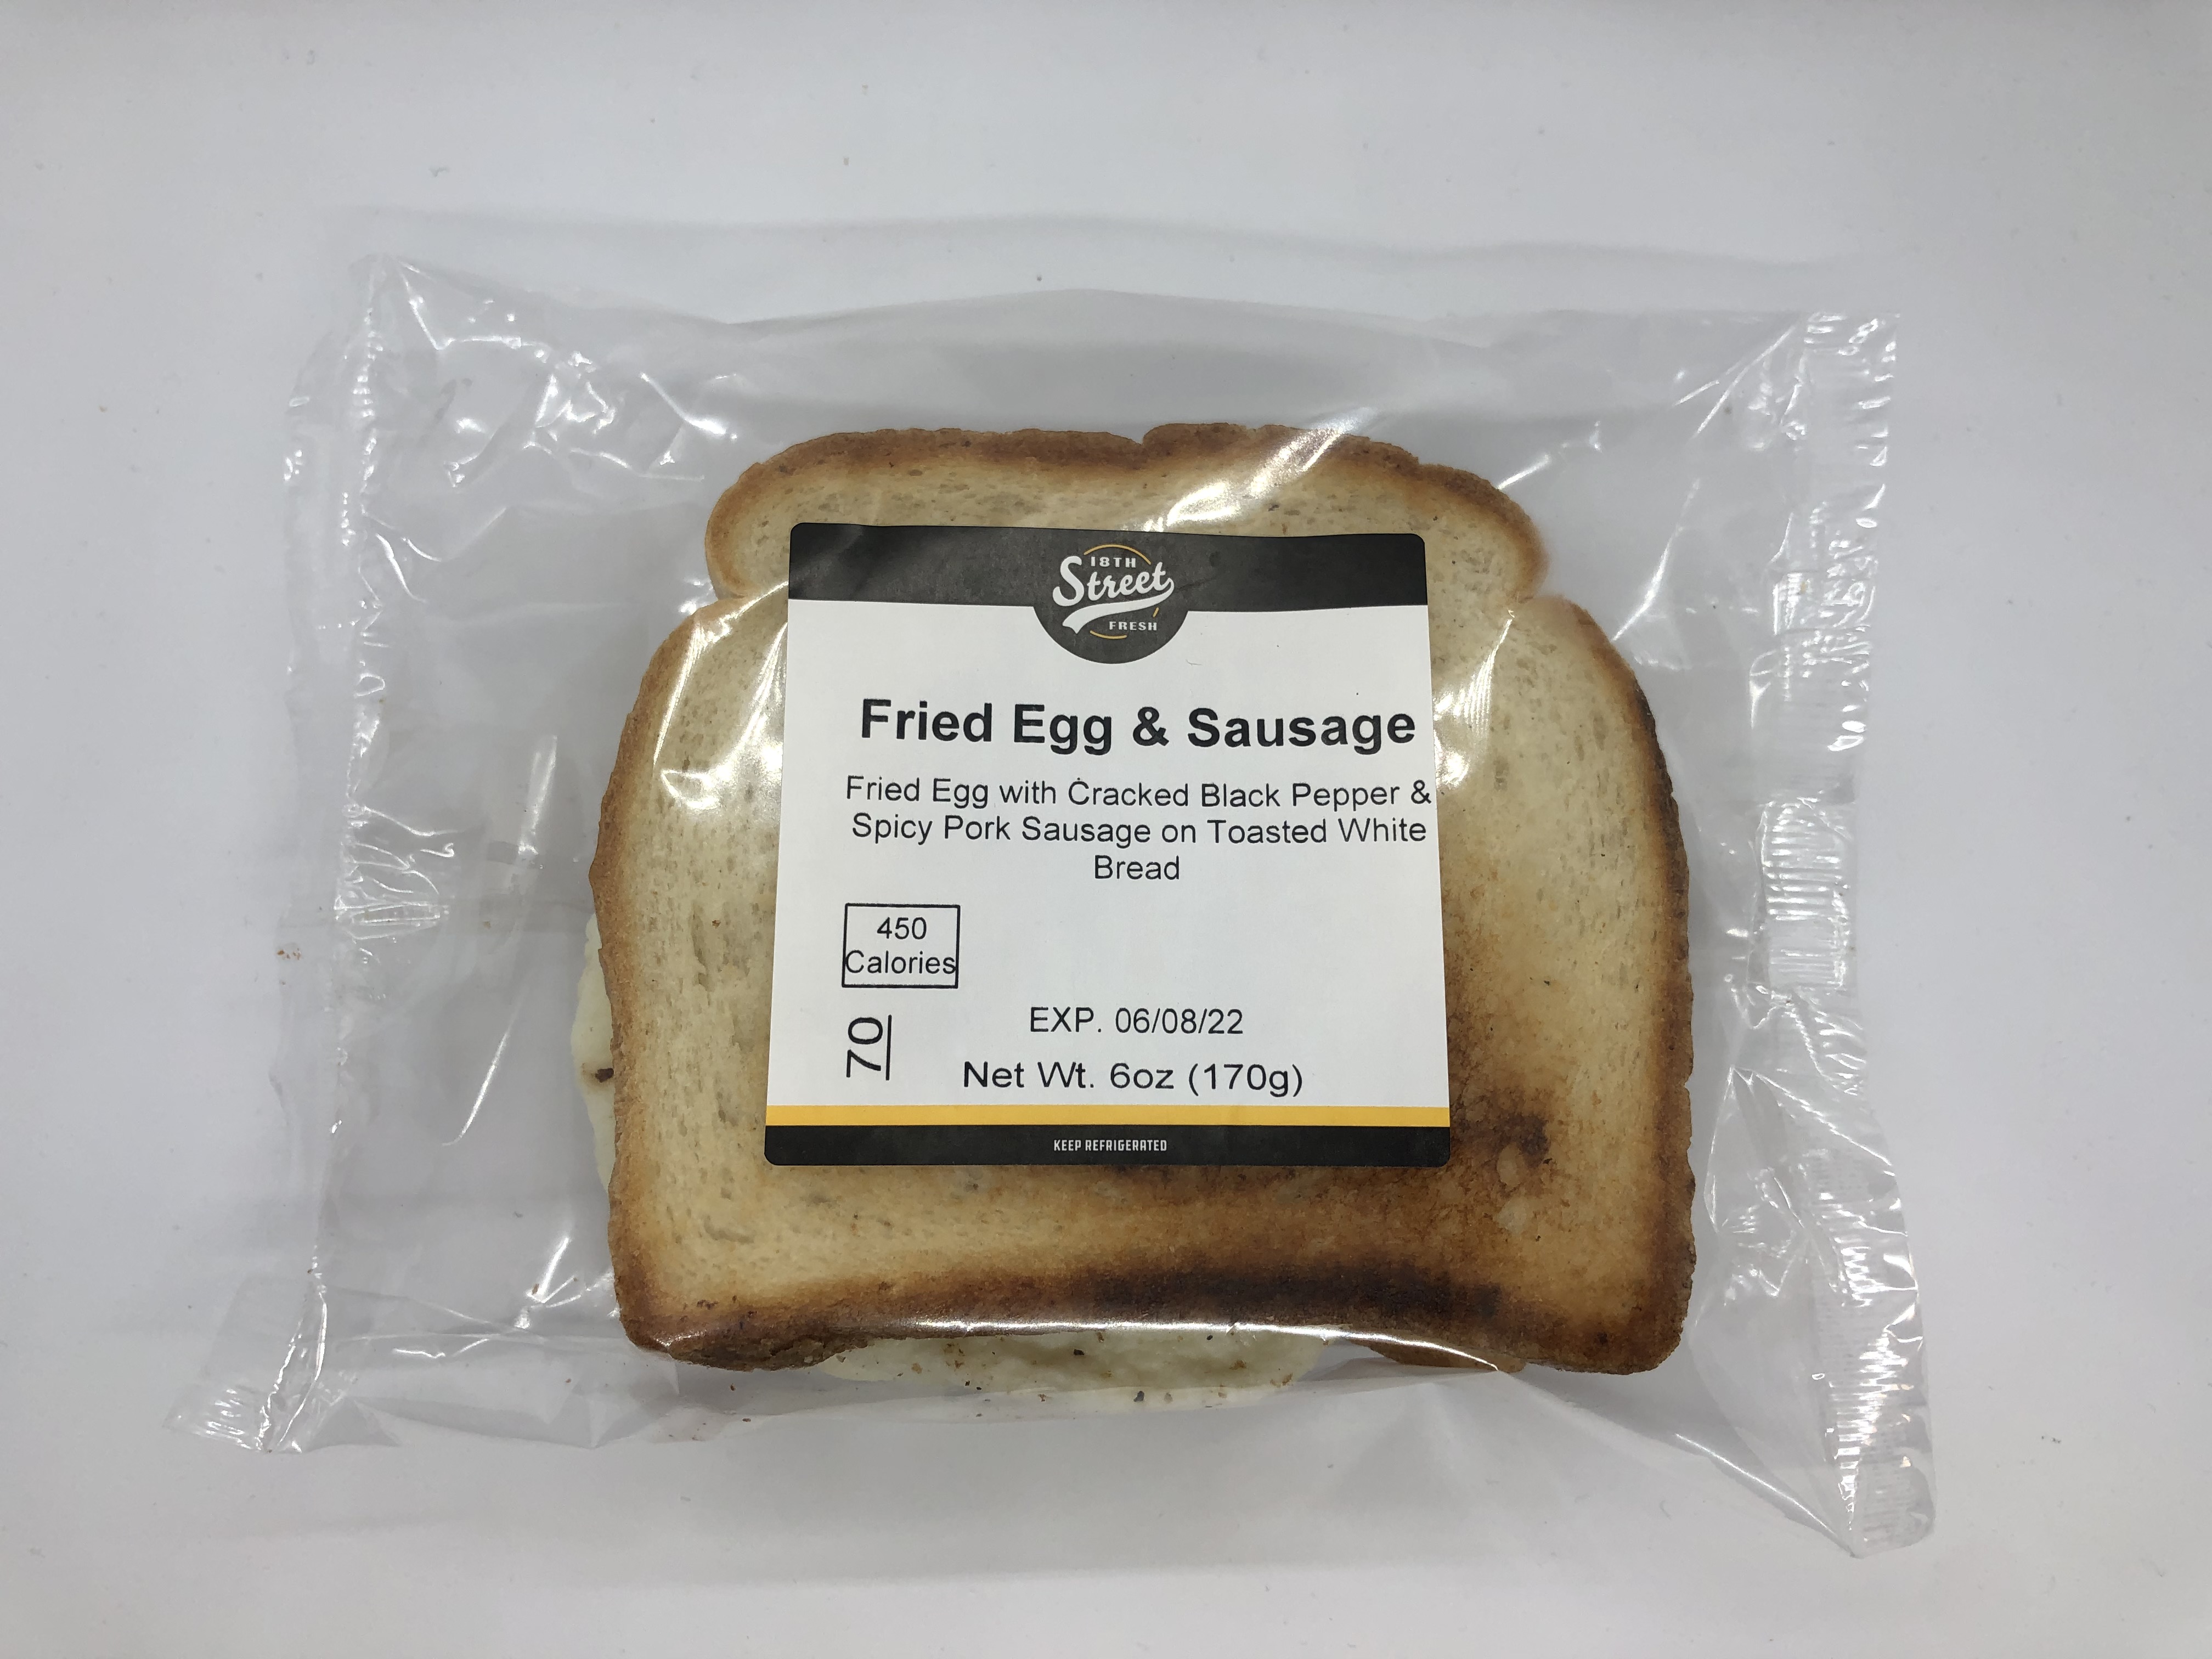 18TH
Street
FRESH
Fried Egg & Sausage
Fried Egg with Cracked Black Pepper &
Spicy Pork Sausage on Toasted White
Bread
450
Calories
70
EXP. 06/08/22
Net Wt. 6oz (170g)
KEEP REFRIGERATED